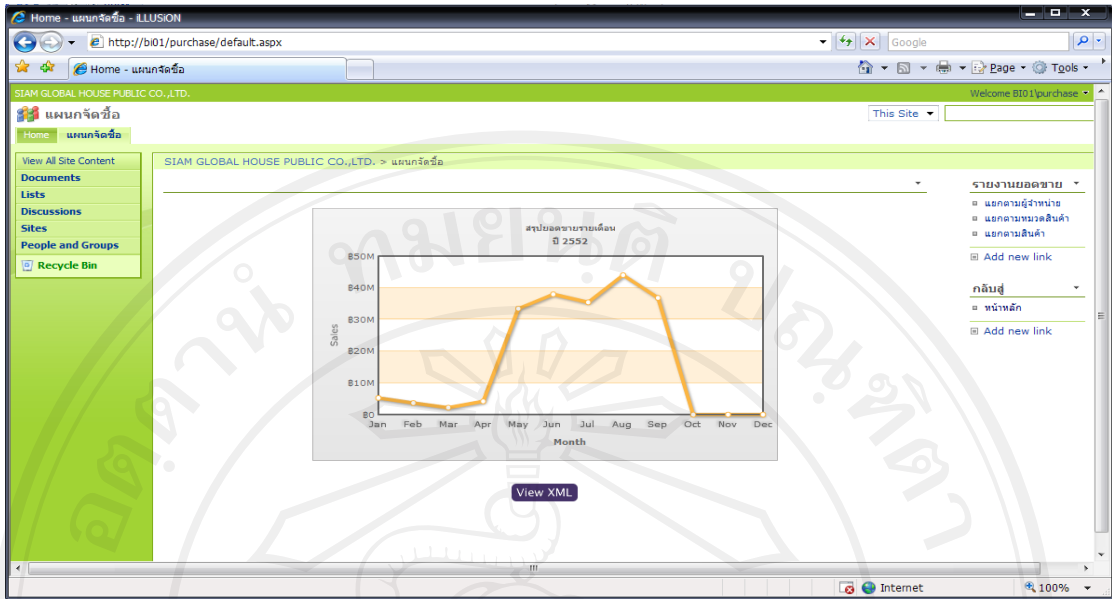 Home - แผนกจัดซื้อ - iLLUSiON
http://bi01/purchase/default.aspx
Google
Home - แผนกจัดซื้อ
Page
Tools
SIAM GLOBAL HOUSE PUBLIC CO.,LTD.
Welcome BI01\purchase
แผนกจัดซื้อ
This Site
Home แผนกจัดซื้อ
View All Site Content
SIAM GLOBAL HOUSE PUBLIC CO.,LTD. > แผนกจัดซื้อ
Documents
Lists
Discussions
Sites
People and Groups
Recycle Bin
สรุปยอดขายรายเดือน
ปี 2552
฿50M
฿40M
฿30M
฿20M
฿10M
฿0
Sales
Jan Feb Mar Apr May Jun Jul Aug Sep Oct Nov Dec
Month
View XML
รายงานยอดขาย
แยกตามผู้จำหน่าย
แยกตามหมวดสินค้า
แยกตามสินค้า
Add new link
กลับสู่
หน้าหลัก
Add new link
Internet
100%